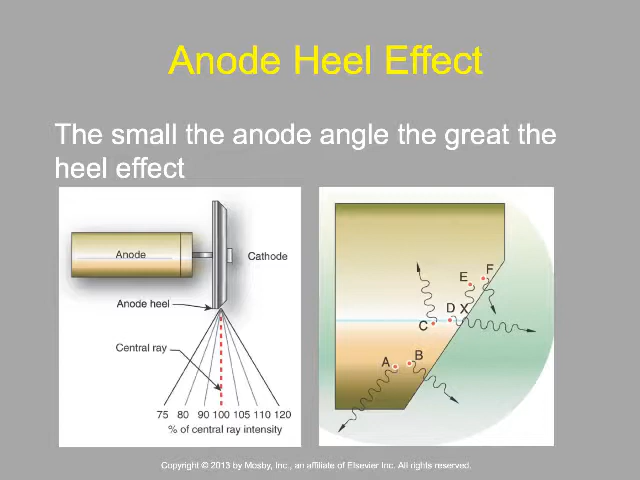 Anode Heel Effect
The small the anode angle the great the
heel effect
Anode
Cathode
Anode heel
Central ray
75 80 90 100 105 110 120
% of central ray intensity
E F
D X
C
A B
Copyright © 2013 by Mosby, Inc., an affiliate of Elsevier Inc. All rights reserved.